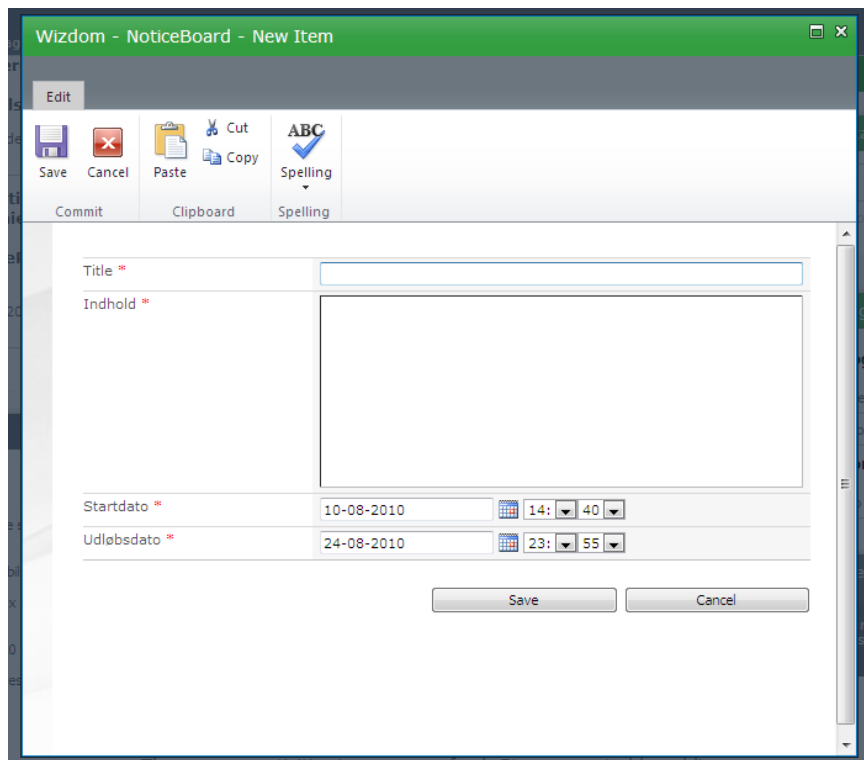 Wizdom - NoticeBoard - New Item
Edit
Save
Cancel
Paste
Cut
Copy
ABC
Spelling
Commit
Clipboard
Spelling
Title *
Indhold *
Startdato * 10-08-2010 14: 40
Udløbsdato * 24-08-2010 23: 55
Save Cancel